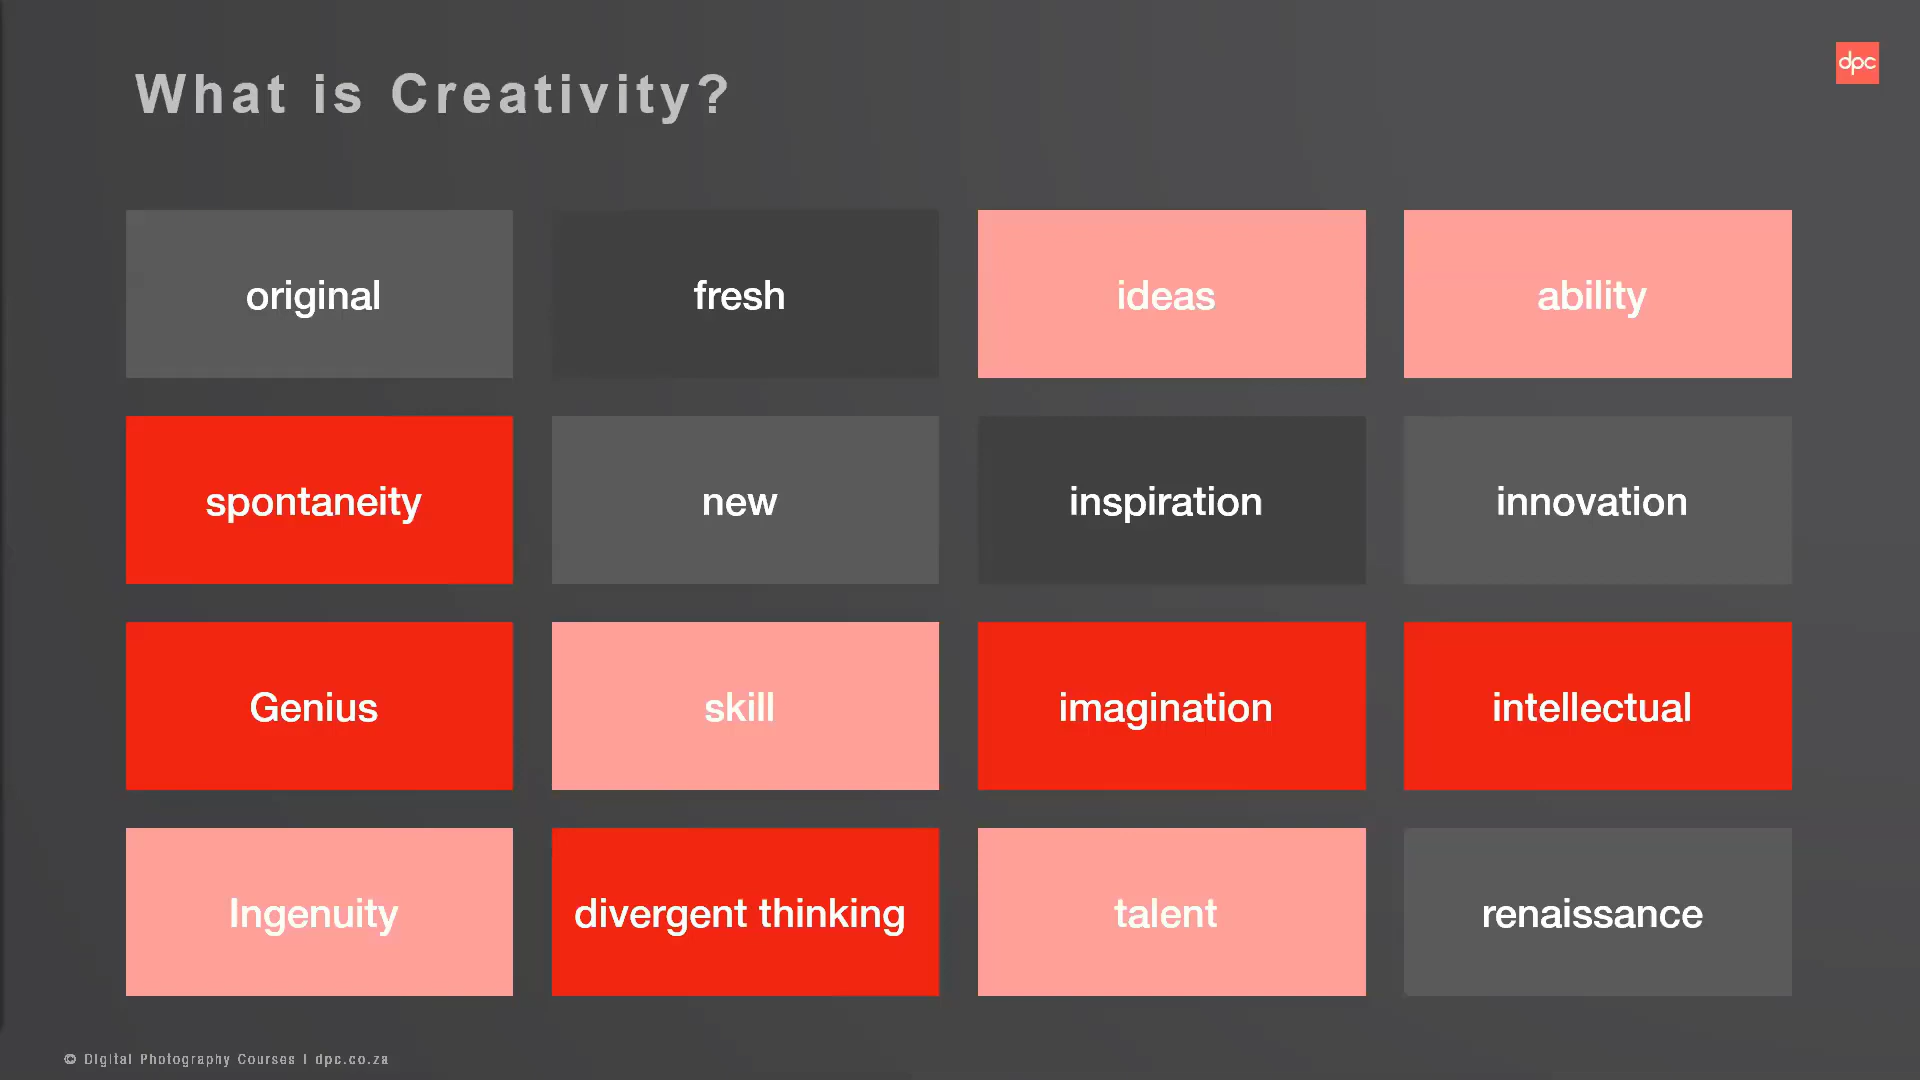 What is Creativity?
dpc
original
fresh
ideas
ability
spontaneity
new
inspiration
innovation
Genius
skill
imagination
intellectual
Ingenuity
divergent thinking
talent
renaissance
© Digital Photography Courses | dpc.co.za